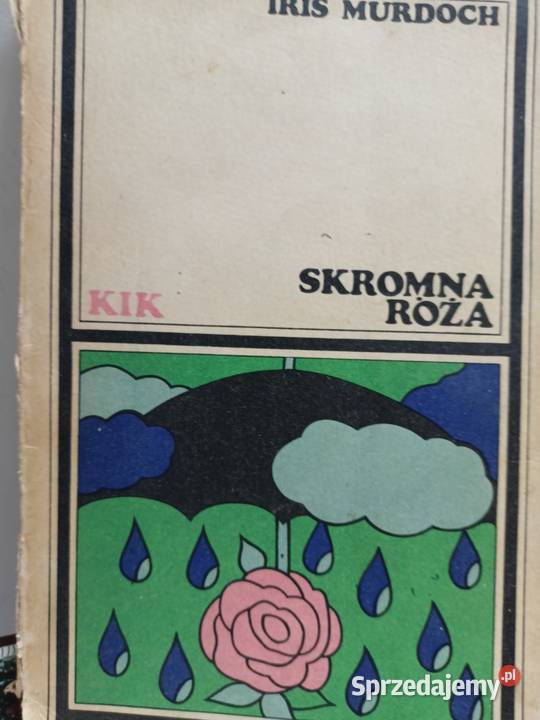 IRIS MURDOCH
SKROMNA
KIK
RÓŻA
Sprzedajemy.pl